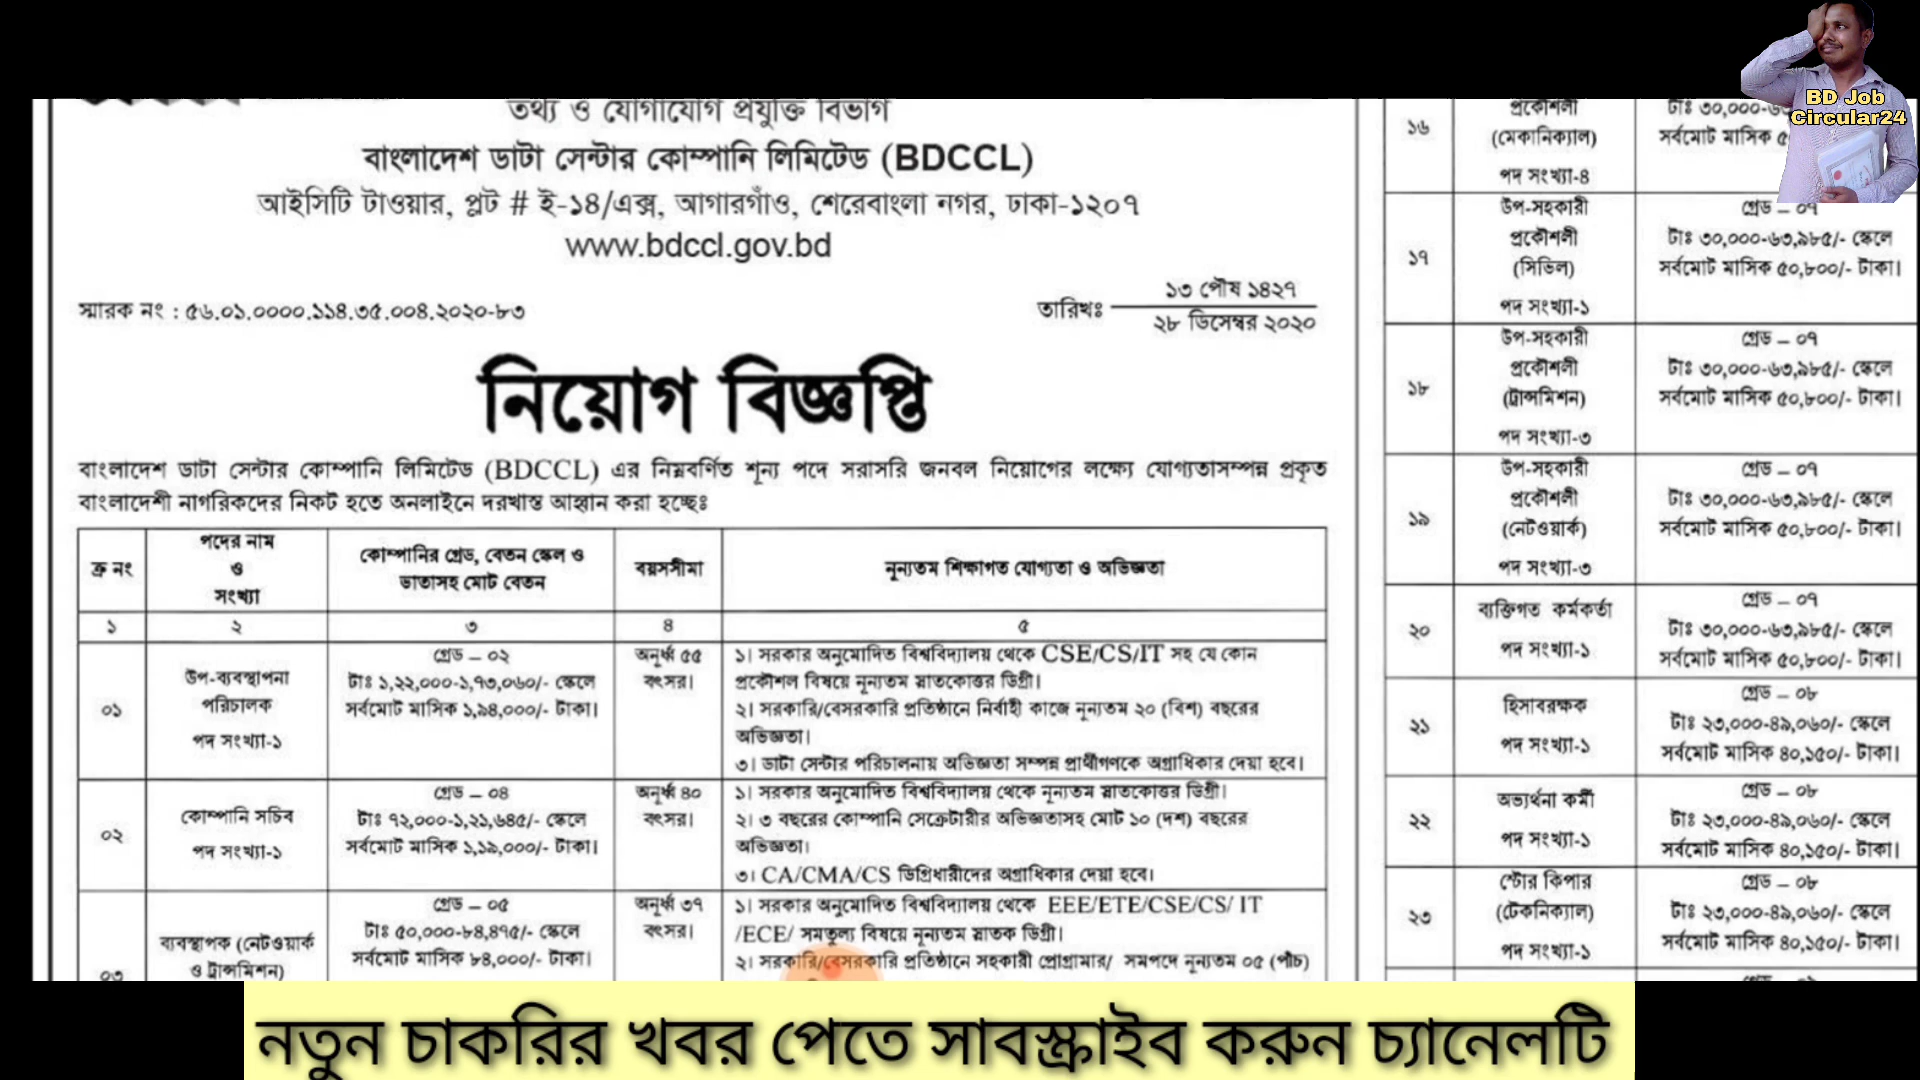 তথ্য ও যোগাযোগ প্রযুক্তি বিভাগ
বাংলাদেশ ডাটা সেন্টার কোম্পানি লিমিটেড (BDCCL)
আইসিটি টাওয়ার, প্লট # ই-১৪/এক্স, আগারগাঁও, শেরেবাংলা নগর, ঢাকা-১২০৭
www.bdccl.gov.bd
স্মারক নং : ৫৬.০১.০০০০.১১৪.৩৫.০০৪.২০২০-৮৩
তারিখঃ
১৩ পৌষ ১৪২৭
২৮ ডিসেম্বর ২০২০
নিয়োগ বিজ্ঞপ্তি
বাংলাদেশ ডাটা সেন্টার কোম্পানি লিমিটেড (BDCCL) এর নিম্নবর্ণিত শূন্য পদে সরাসরি জনবল নিয়োগের লক্ষ্যে যোগ্যতাসম্পন্ন প্রকৃত
বাংলাদেশী নাগরিকদের নিকট হতে অনলাইনে দরখাস্ত আহ্বান করা হচ্ছেঃ
ক্র নং
পদের নাম
ও
সংখ্যা
কোম্পানির গ্রেড, বেতন স্কেল ও
ভাতাসহ মোট বেতন
বয়সসীমা
নূন্যতম শিক্ষাগত যোগ্যতা ও অভিজ্ঞতা
১
২
৩
৪
৫
০১
উপ-ব্যবস্থাপনা
পরিচালক
পদ সংখ্যা-১
গ্রেড – ০২
টাঃ ১,২২,০০০-১,৭৩,০৬০/- স্কেলে
সর্বমোট মাসিক ১,৯৪,০০০/- টাকা।
অনূর্ধ্ব ৫৫
বৎসর।
১। সরকার অনুমোদিত বিশ্ববিদ্যালয় থেকে CSE/CS/IT সহ যে কোন
প্রকৌশল বিষয়ে নূন্যতম স্নাতকোত্তর ডিগ্রী।
২। সরকারি/বেসরকারি প্রতিষ্ঠানে নির্বাহী কাজে নূন্যতম ২০ (বিশ) বছরের
অভিজ্ঞতা।
৩। ডাটা সেন্টার পরিচালনায় অভিজ্ঞতা সম্পন্ন প্রার্থীগণকে অগ্রাধিকার দেয়া হবে।
০২
কোম্পানি সচিব
পদ সংখ্যা-১
গ্রেড – ০৪
টাঃ ৭২,০০০-১,২১,৬৪৫/- স্কেলে
সর্বমোট মাসিক ১,১৯,০০০/- টাকা।
অনূর্ধ্ব ৪০
বৎসর।
১। সরকার অনুমোদিত বিশ্ববিদ্যালয় থেকে নূন্যতম স্নাতকোত্তর ডিগ্রী।
২। ৩ বছরের কোম্পানি সেক্রেটারীর অভিজ্ঞতাসহ মোট ১০ (দশ) বছরের
অভিজ্ঞতা।
৩। CA/CMA/CS ডিগ্রিধারীদের অগ্রাধিকার দেয়া হবে।
০৩
ব্যবস্থাপক (নেটওয়ার্ক
ও ট্রান্সমিশন)
গ্রেড – ০৫
টাঃ ৫০,০০০-৮৪,৪৭৫/- স্কেলে
সর্বমোট মাসিক ৮৪,০০০/- টাকা।
অনূর্ধ্ব ৩৭
বৎসর।
১। সরকার অনুমোদিত বিশ্ববিদ্যালয় থেকে EEE/ETE/CSE/CS/ IT
/ECE/ সমতুল্য বিষয়ে নূন্যতম স্নাতক ডিগ্রী।
২। সরকারি/বেসরকারি প্রতিষ্ঠানে সহকারী প্রোগ্রামার/ সমপদে নূন্যতম ০৫ (পাঁচ)
১৬
প্রকৌশলী
(মেকানিক্যাল)
পদ সংখ্যা-৪
টাঃ ৩০,০০০-
সর্বমোট মাসিক
১৭
উপ-সহকারী
প্রকৌশলী
(সিভিল)
পদ সংখ্যা-১
গ্রেড – ০৭
টাঃ ৩০,০০০-৬৩,৯৮৫/- স্কেলে
সর্বমোট মাসিক ৫০,৮০০/- টাকা।
১৮
উপ-সহকারী
প্রকৌশলী
(ট্রান্সমিশন)
পদ সংখ্যা-৩
গ্রেড – ০৭
টাঃ ৩০,০০০-৬৩,৯৮৫/- স্কেলে
সর্বমোট মাসিক ৫০,৮০০/- টাকা।
১৯
উপ-সহকারী
প্রকৌশলী
(নেটওয়ার্ক)
পদ সংখ্যা-৩
গ্রেড – ০৭
টাঃ ৩০,০০০-৬৩,৯৮৫/- স্কেলে
সর্বমোট মাসিক ৫০,৮০০/- টাকা।
২০
ব্যক্তিগত কর্মকর্তা
পদ সংখ্যা-১
গ্রেড – ০৭
টাঃ ৩০,০০০-৬৩,৯৮৫/- স্কেলে
সর্বমোট মাসিক ৫০,৮০০/- টাকা।
২১
হিসাবরক্ষক
পদ সংখ্যা-১
গ্রেড – ০৮
টাঃ ২৩,০০০-৪৯,০৬০/- স্কেলে
সর্বমোট মাসিক ৪০,১৫০/- টাকা।
২২
অভ্যর্থনা কর্মী
পদ সংখ্যা-১
গ্রেড – ০৮
টাঃ ২৩,০০০-৪৯,০৬০/- স্কেলে
সর্বমোট মাসিক ৪০,১৫০/- টাকা।
২৩
স্টোর কিপার
(টেকনিক্যাল)
পদ সংখ্যা-১
গ্রেড – ০৮
টাঃ ২৩,০০০-৪৯,০৬০/- স্কেলে
সর্বমোট মাসিক ৪০,১৫০/- টাকা।
BD Job
Circular24
নতুন চাকরির খবর পেতে সাবস্ক্রাইব করুন চ্যানেলটি